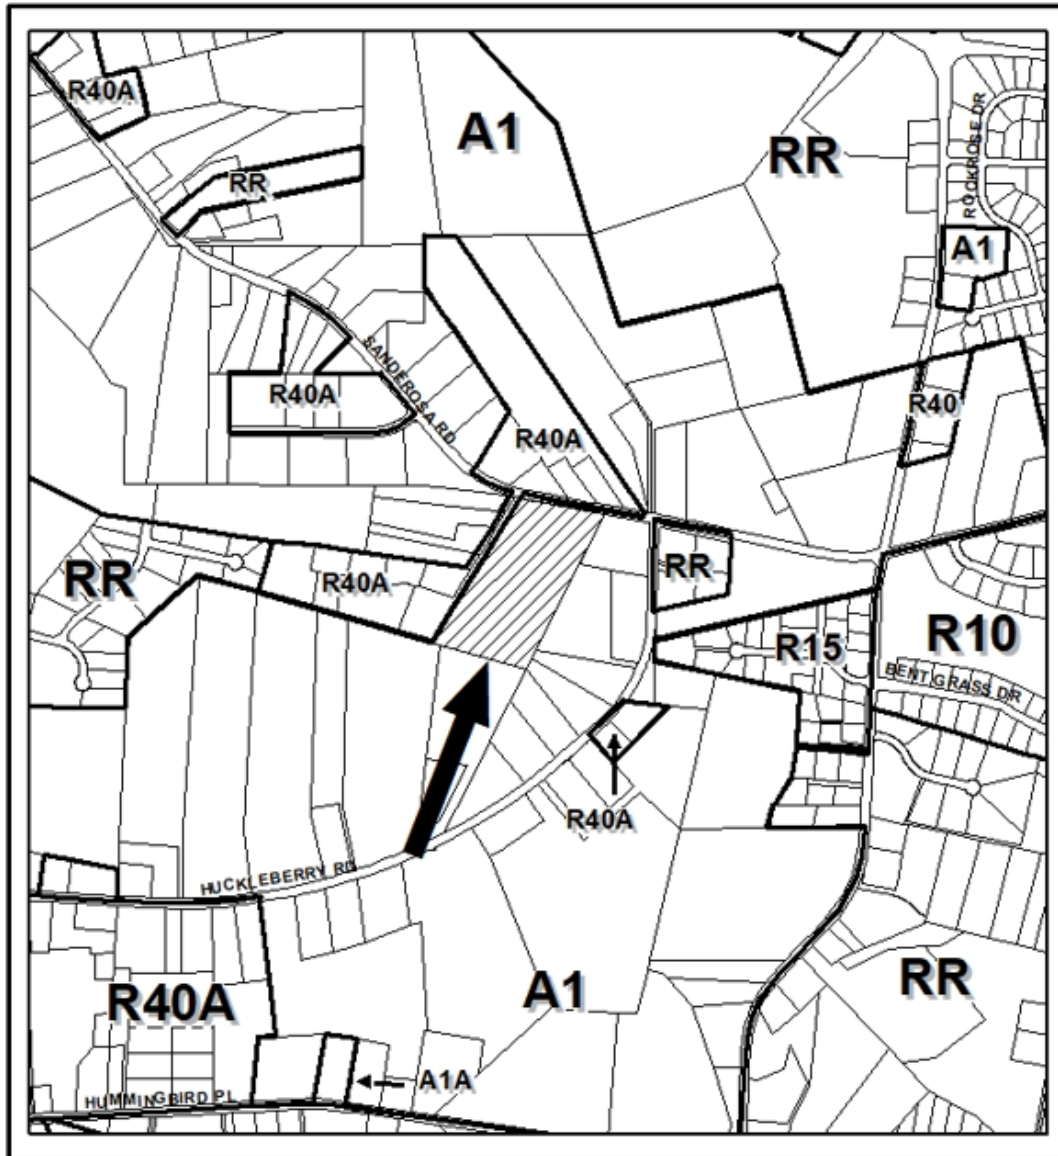 R40A
A1
RR
ROCKROSE DR
RR
A1
SANDEROSA RD
R40A
R40
R40A
RR
R40A
RR
R15
R10
BENT GRASS DR
R40A
HUCKLEBERRY RD
R40A
A1
RR
A1A
HUMMINGBIRD PL